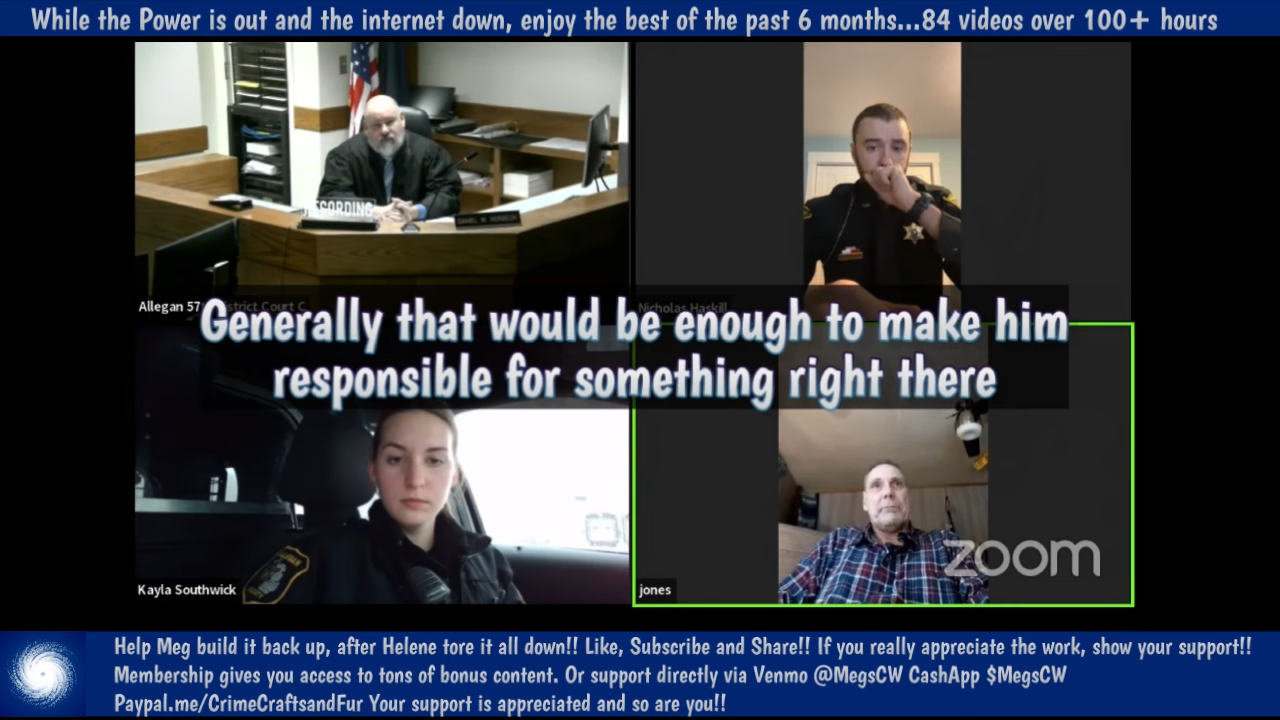 While the Power is out and the internet down, enjoy the best of the past 6 months...84 videos over 100+ hours
RECORDING
Allegan 57
strict Court C
Nicholas Haskill
Generally that would be enough to make him
responsible for something right there
Kayla Southwick
jones
zoom
Help Meg build it back up, after Helene tore it all down!! Like, Subscribe and Share!! If you really appreciate the work, show your support!!
Membership gives you access to tons of bonus content. Or support directly via Venmo @MegsCW CashApp $MegsCW
Paypal.me/CrimeCraftsandFur Your support is appreciated and so are you!!